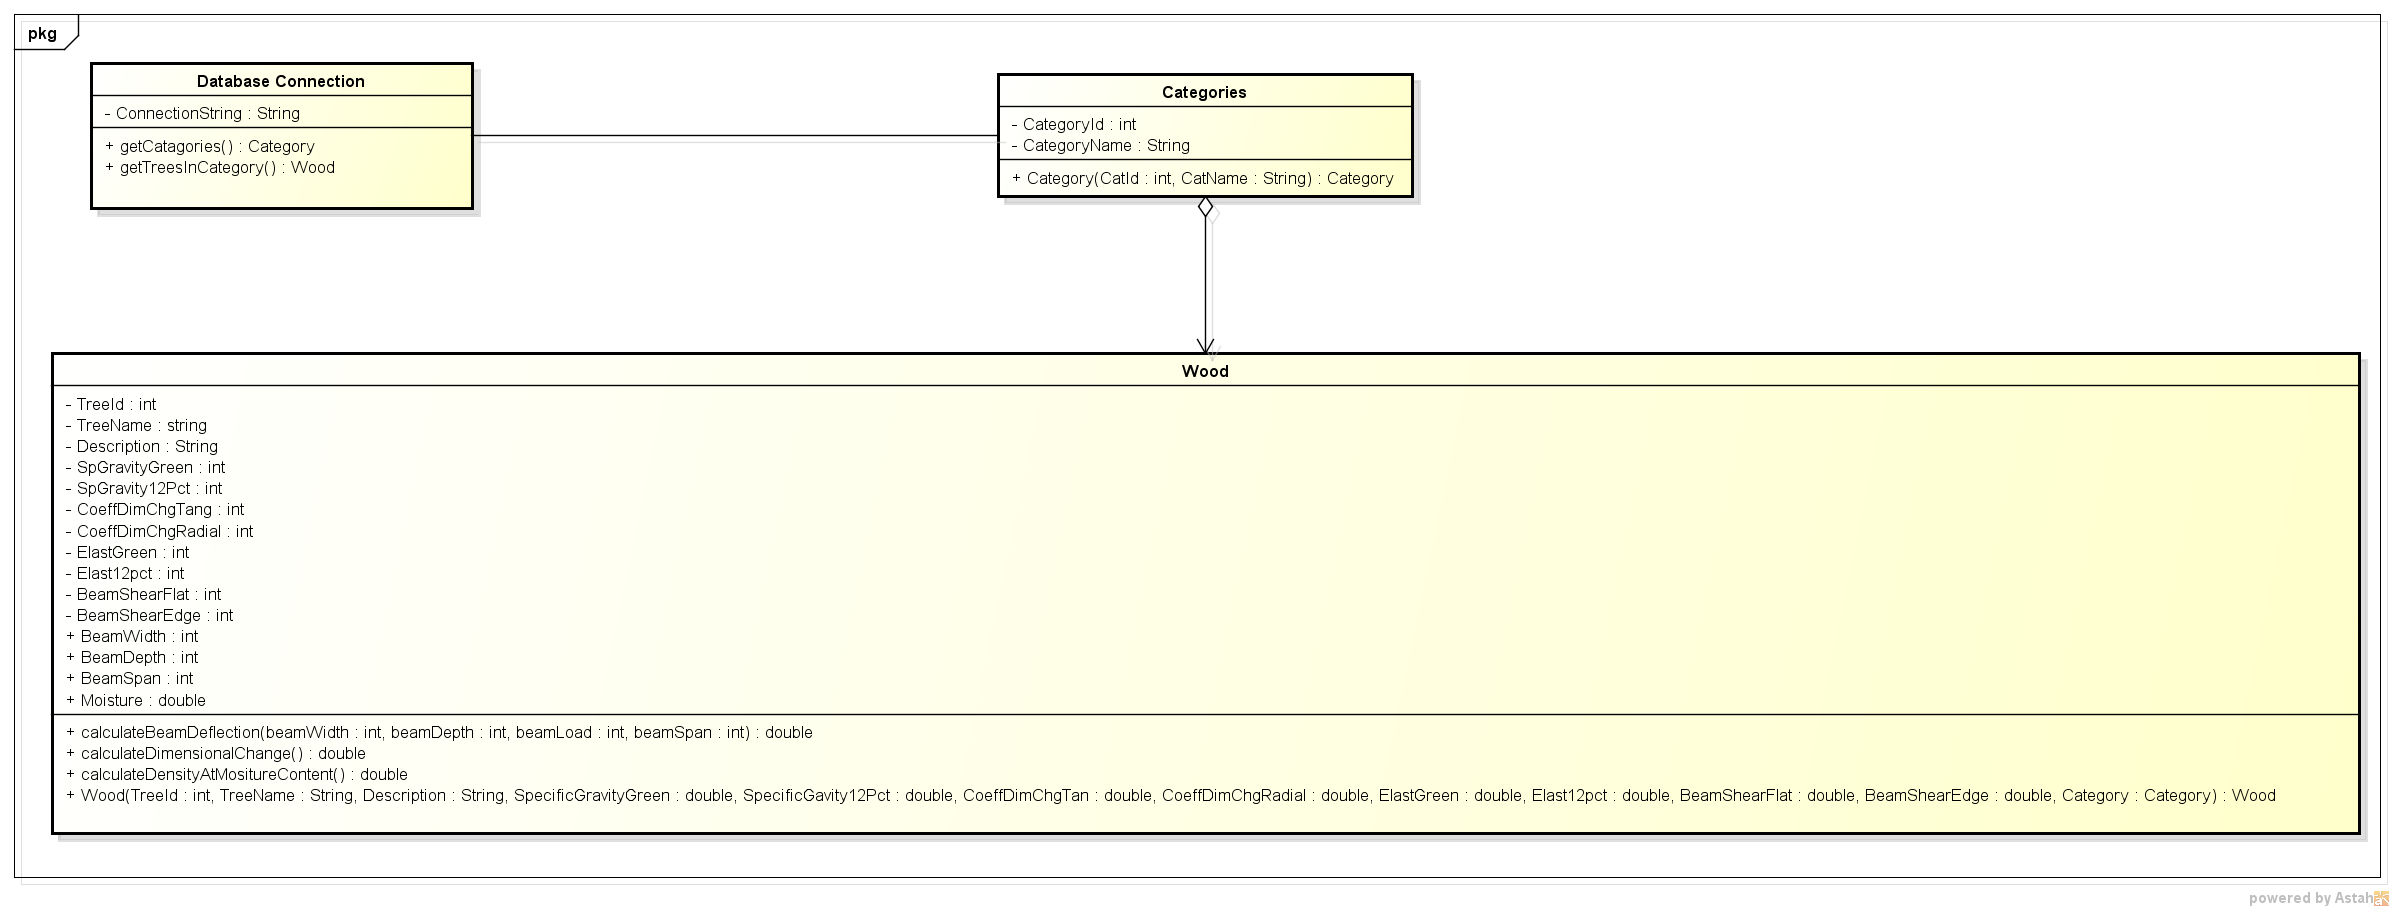 pkg
Database Connection
- ConnectionString : String
+ getCatagories() : Category
+ getTreesInCategory() : Wood
Categories
- CategoryId : int
- CategoryName : String
+ Category(CatId : int, CatName : String) : Category
Wood
- TreeId : int
- TreeName : string
- Description : String
- SpGravityGreen : int
- SpGravity12Pct : int
- CoeffDimChgTang : int
- CoeffDimChgRadial : int
- ElastGreen : int
- Elast12pct : int
- BeamShearFlat : int
- BeamShearEdge : int
+ BeamWidth : int
+ BeamDepth : int
+ BeamSpan : int
+ Moisture : double
+ calculateBeamDeflection(beamWidth : int, beamDepth : int, beamLoad : int, beamSpan : int) : double
+ calculateDimensionalChange() : double
+ calculateDensityAtMositureContent() : double
+ Wood(TreeId : int, TreeName : String, Description : String, SpecificGravityGreen : double, SpecificGavity12Pct : double, CoeffDimChgTan : double, CoeffDimChgRadial : double, ElastGreen : double, Elast12pct : double, BeamShearFlat : double, BeamShearEdge : double, Category : Category) : Wood
powered by Astah